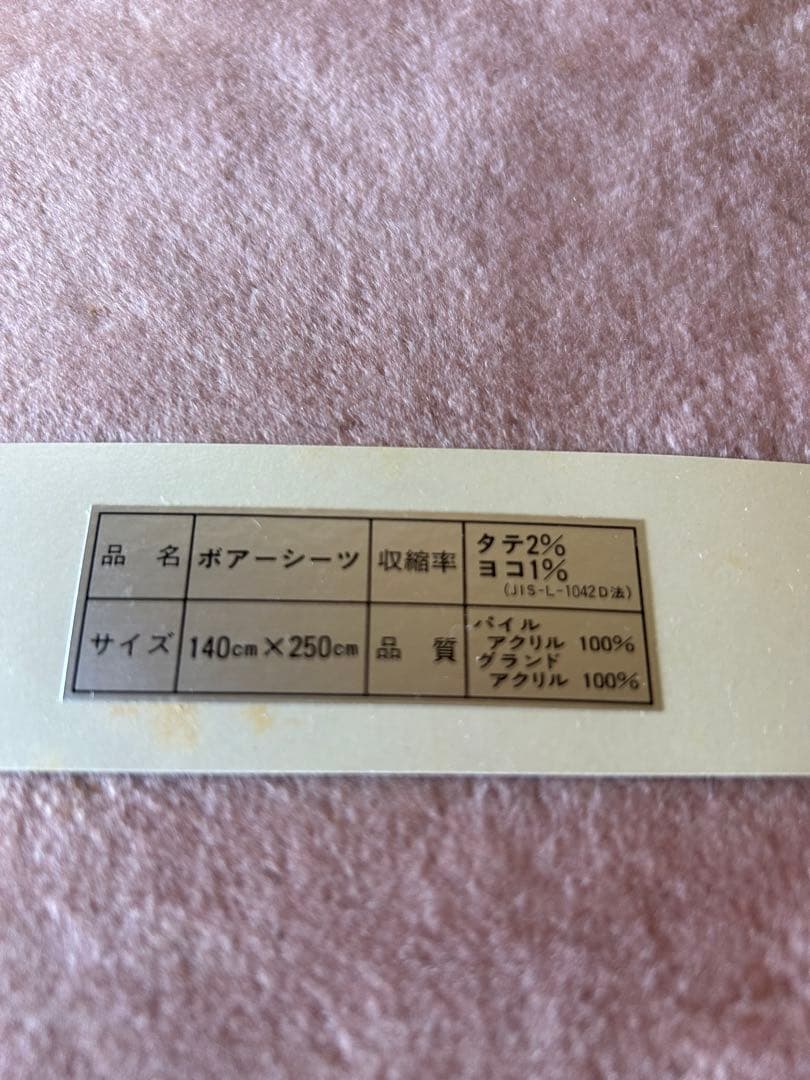 品 名 ボアーシーツ 収縮率 タテ2%
ヨコ1%
(JIS-L-1042D法)
サイズ 140cm×250cm 品 質 パイル
アクリル 100%
グランド
アクリル 100%